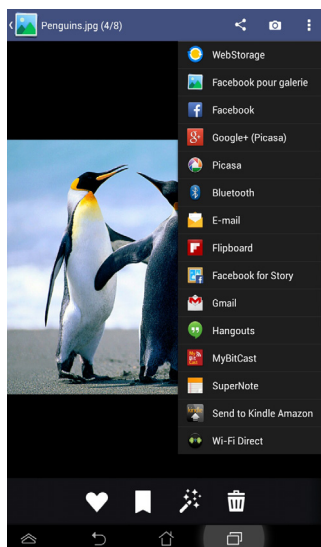 Penguins.jpg (4/8)
WebStorage
Facebook pour galerie
Facebook
Google+ (Picasa)
Picasa
Bluetooth
E-mail
Flipboard
Facebook for Story
Gmail
Hangouts
MyBitCast
SuperNote
Send to Kindle Amazon
Wi-Fi Direct